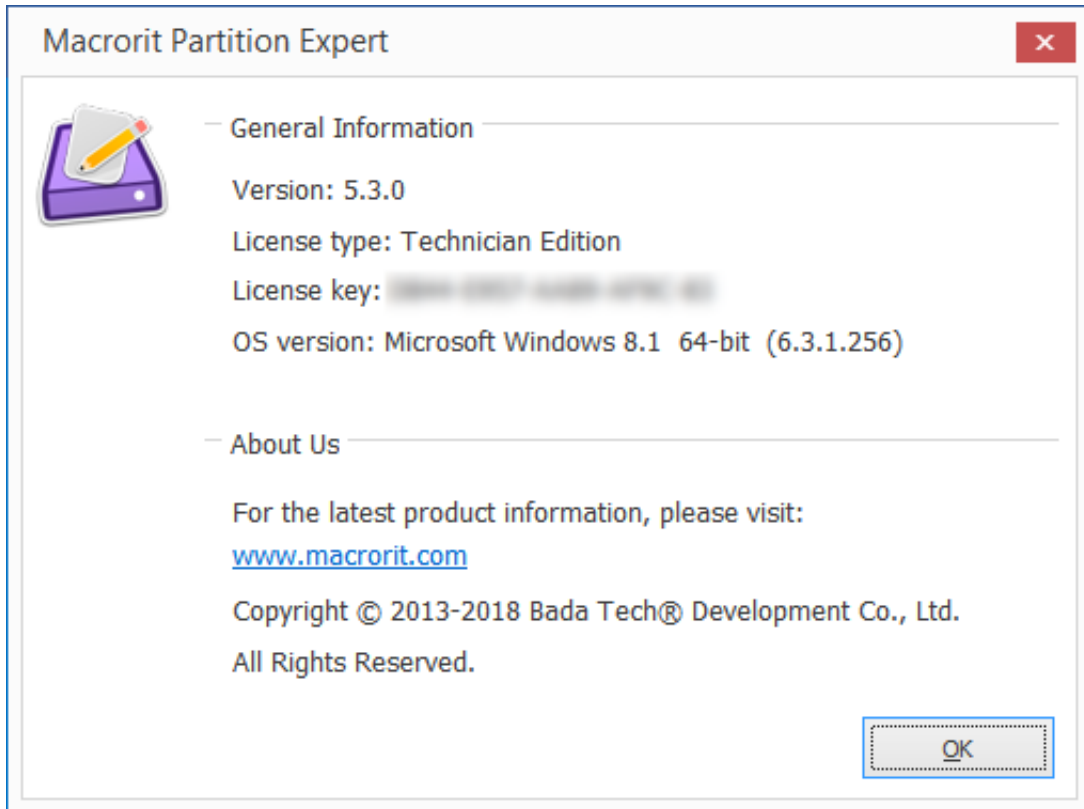 Macrorit Partition Expert
General Information
Version: 5.3.0
License type: Technician Edition
License key:
OS version: Microsoft Windows 8.1  64-bit  (6.3.1.256)
About Us
For the latest product information, please visit:
www.macrorit.com
Copyright © 2013-2018 Bada Tech® Development Co., Ltd.
All Rights Reserved.
OK